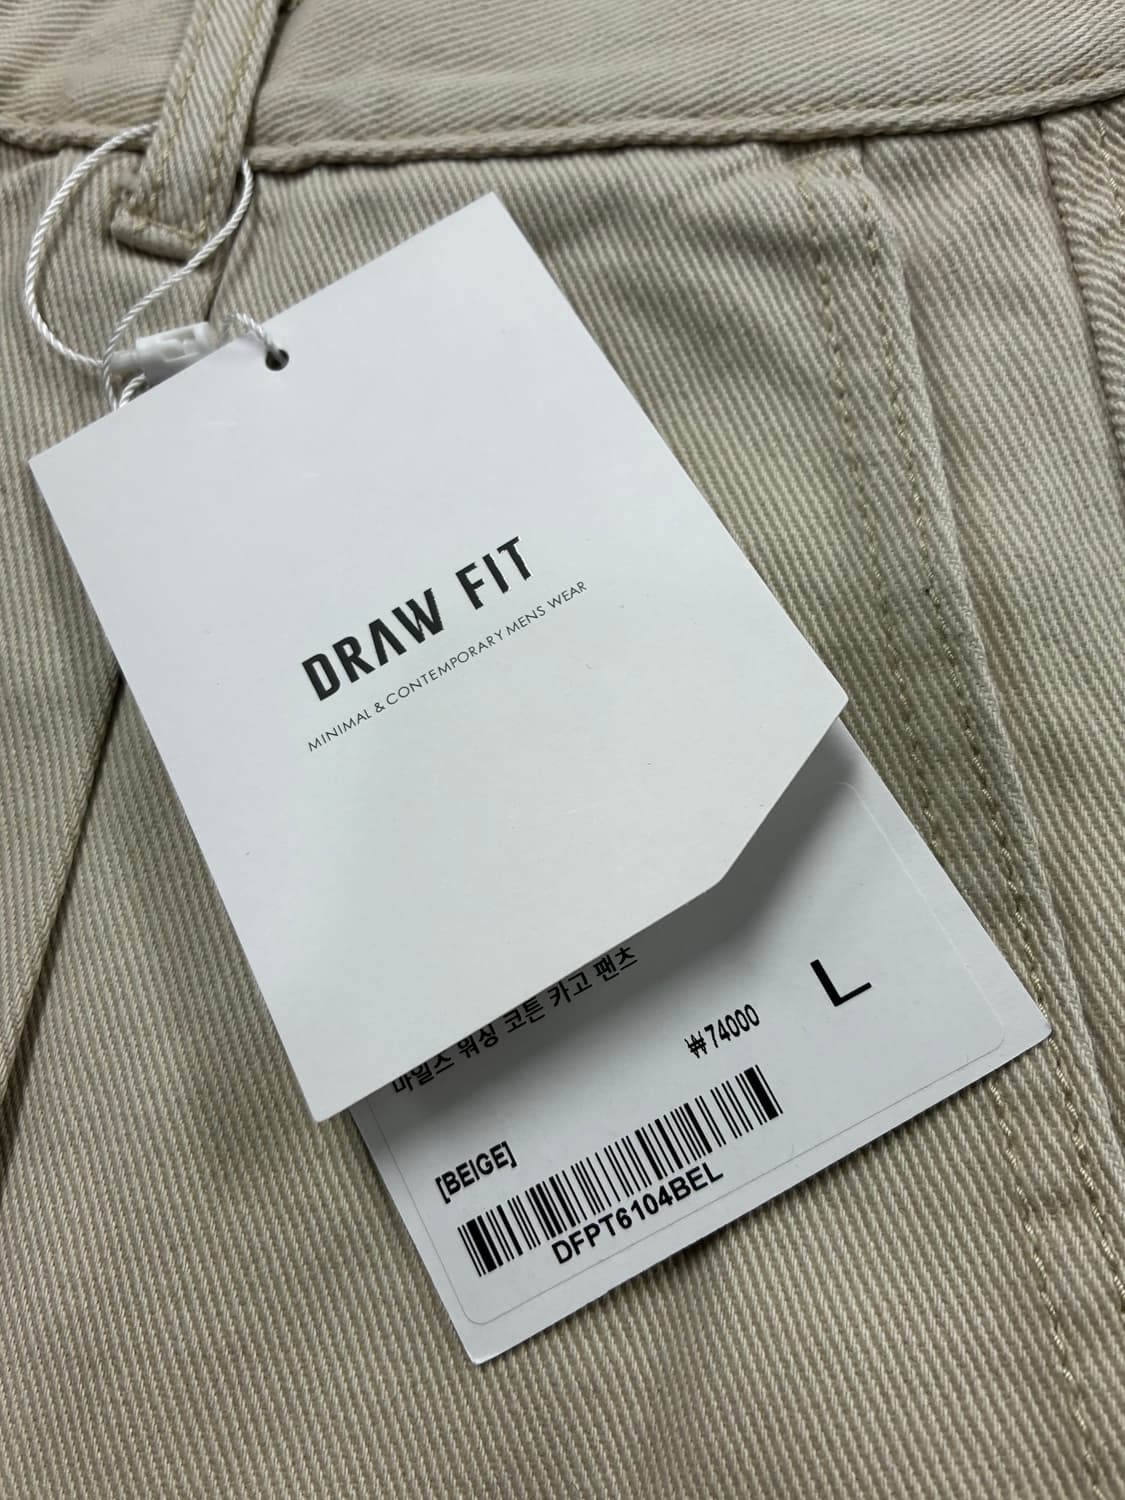 DRAW FIT
MINIMAL & CONTEMPORARY MENS WEAR
마일스 워싱 코튼 카고 팬츠
L
₩74000
[BEIGE]
DFPT6104BEL